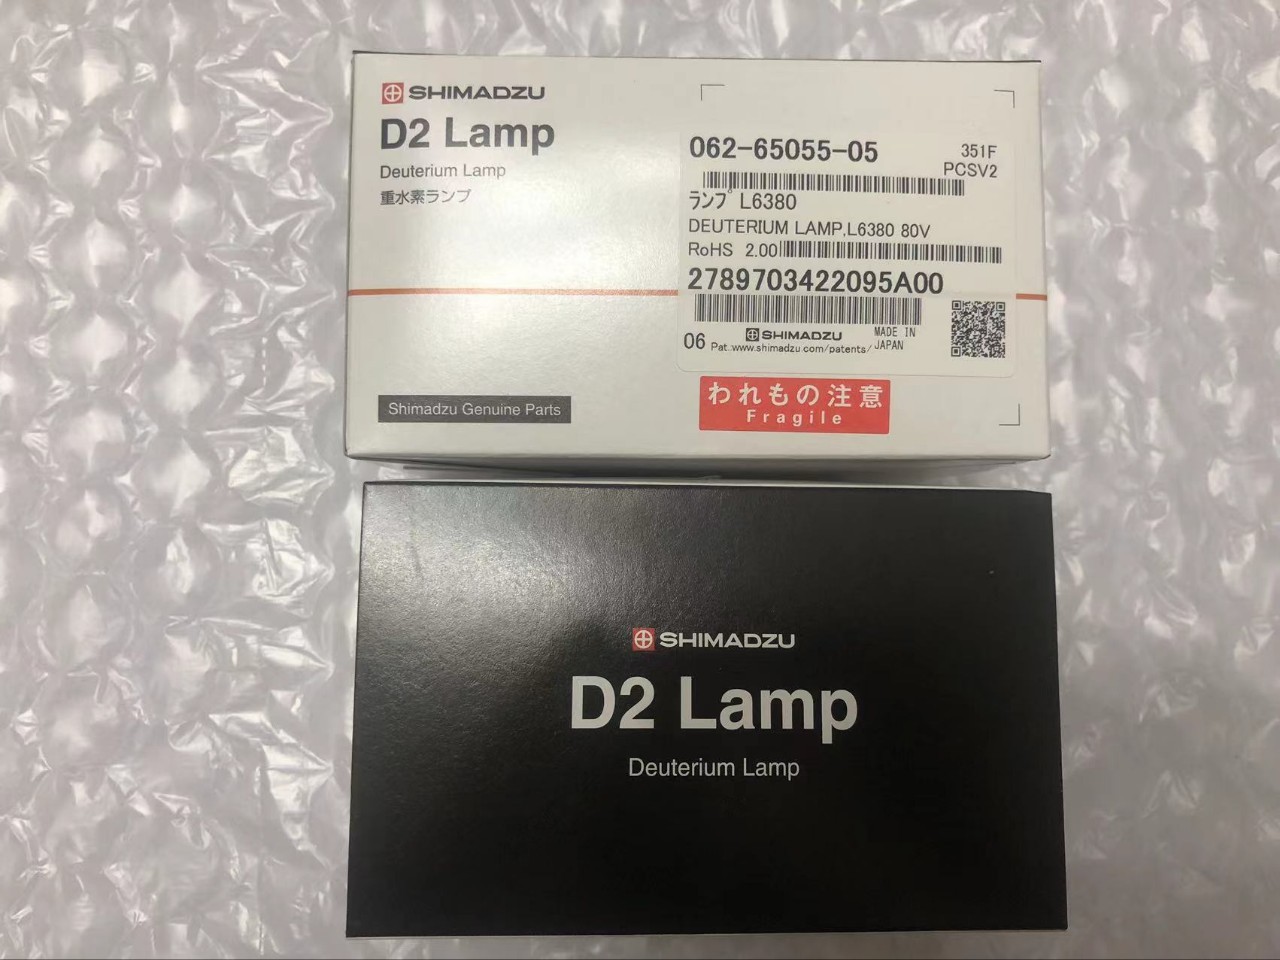 SHIMADZU
D2 Lamp
Deuterium Lamp
重水素ランプ
Shimadzu Genuine Parts
062-65055-05
351F
PCSV2
ﾗﾝﾌﾟ L6380
DEUTERIUM LAMP,L6380 80V
RoHS 2.00
2789703422095A00
06
SHIMADZU
Pat.:www.shimadzu.com/patents/
MADE IN
JAPAN
われもの注意
Fragile
SHIMADZU
D2 Lamp
Deuterium Lamp